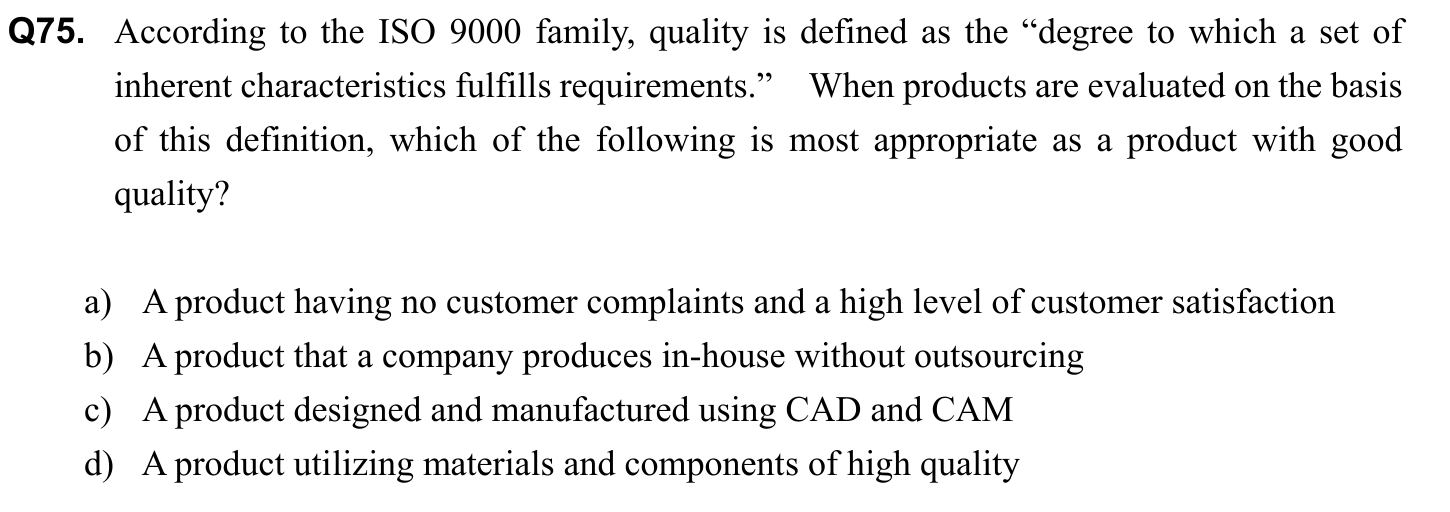 Q75. According to the ISO 9000 family, quality is defined as the “degree to which a set of
inherent characteristics fulfills requirements.” When products are evaluated on the basis
of this definition, which of the following is most appropriate as a product with good
quality?
a) A product having no customer complaints and a high level of customer satisfaction
b) A product that a company produces in-house without outsourcing
c) A product designed and manufactured using CAD and CAM
d) A product utilizing materials and components of high quality